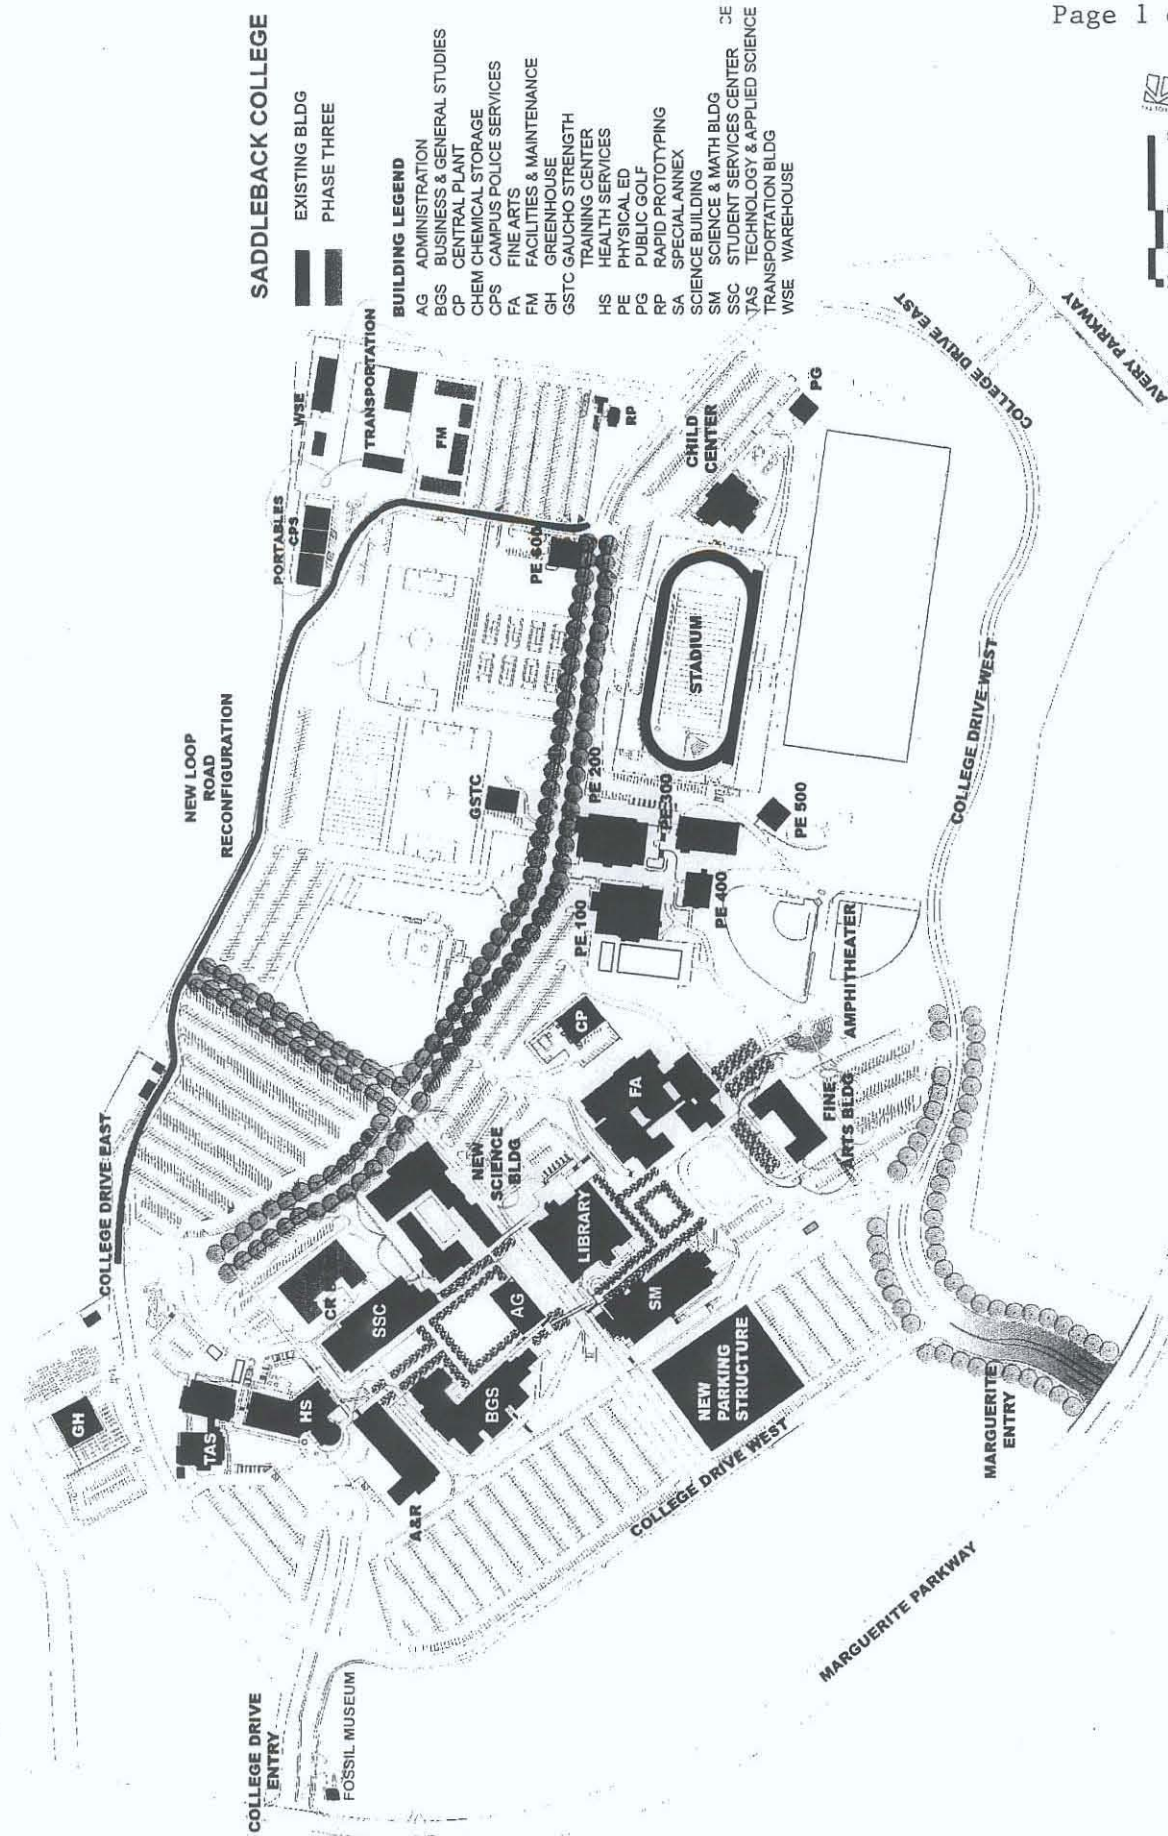 Page 1
SADDLEBACK COLLEGE
EXISTING BLDG
PHASE THREE
BUILDING LEGEND
AG ADMINISTRATION
BGS BUSINESS & GENERAL STUDIES
CP CENTRAL PLANT
CHEM CHEMICAL STORAGE
CPS CAMPUS POLICE SERVICES
FA FINE ARTS
FM FACILITIES & MAINTENANCE
GH GREENHOUSE
GSTC GAUCHO STRENGTH
TRAINING CENTER
HS HEALTH SERVICES
PE PHYSICAL ED
PG PUBLIC GOLF
RP RAPID PROTOTYPING
SA SPECIAL ANNEX
SCIENCE BUILDING
SM SCIENCE & MATH BLDG
SSC STUDENT SERVICES CENTER
TAS TECHNOLOGY & APPLIED SCIENCE
TRANSPORTATION BLDG
WSE WAREHOUSE
WSE
TRANSPORTATION
PORTABLES
CPS
FM
RP
PG
CHILD
CENTER
PE 600
STADIUM
COLLEGE DRIVE EAST
AVERY PARKWAY
NEW LOOP
ROAD
RECONFIGURATION
GSTC
PE 200
PE 300
PE 500
PE 100
PE 400
COLLEGE DRIVE WEST
AMPHITHEATER
CP
FA
FINE
ARTS BLDG
COLLEGE DRIVE EAST
NEW
SCIENCE
BLDG
LIBRARY
CR
SSC
AG
SM
BGS
NEW
PARKING
STRUCTURE
GH
TAS
HS
A&R
COLLEGE DRIVE WEST
MARGUERITE
ENTRY
MARGUERITE PARKWAY
COLLEGE DRIVE
ENTRY
FOSSIL MUSEUM